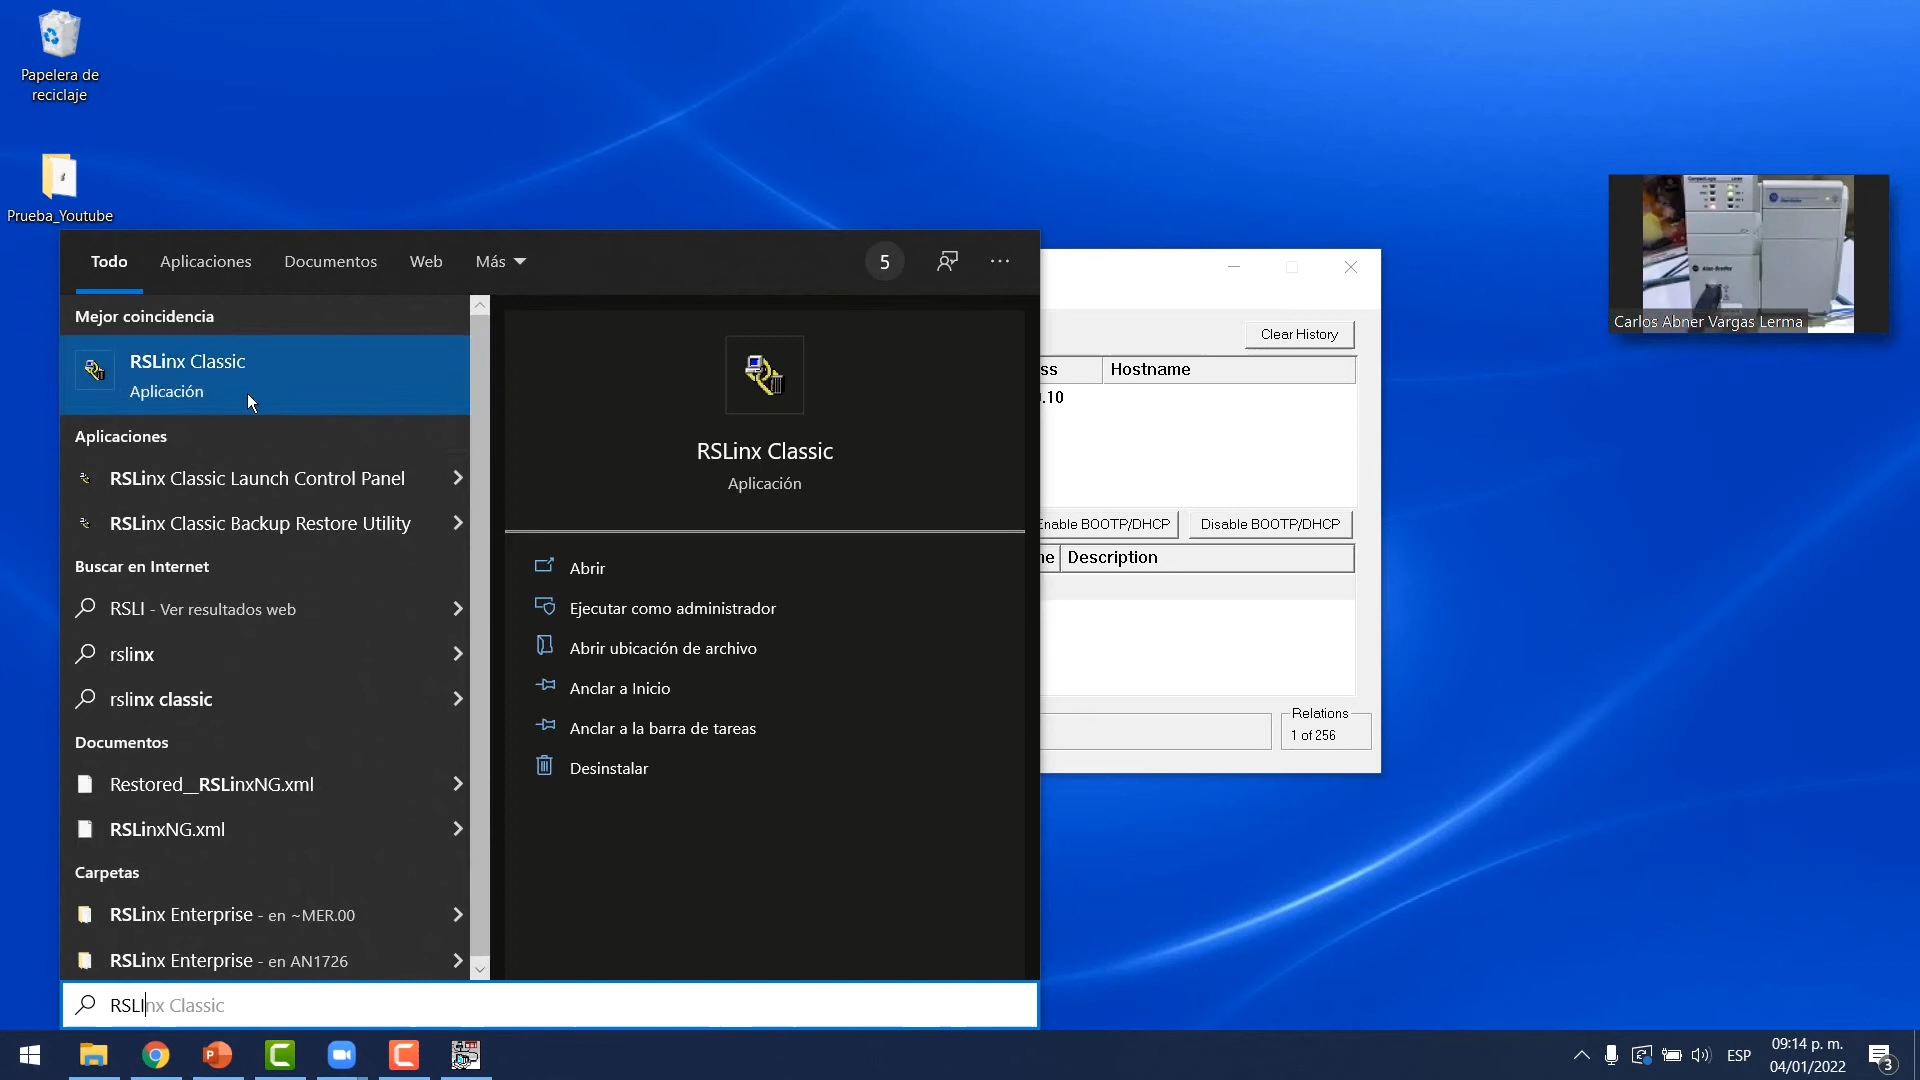 Papelera de
reciclaje
Prueba_Youtube
Todo
Aplicaciones
Documentos
Web
Más
5
Mejor coincidencia
RSLinx Classic
Aplicación
Aplicaciones
RSLinx Classic Launch Control Panel
RSLinx Classic Backup Restore Utility
Buscar en Internet
RSLI - Ver resultados web
rslinx
rslinx classic
Documentos
Restored__RSLinxNG.xml
RSLinxNG.xml
Carpetas
RSLinx Enterprise - en ~MER.00
RSLinx Enterprise - en AN1726
RSLInx Classic
RSLinx Classic
Aplicación
Abrir
Ejecutar como administrador
Abrir ubicación de archivo
Anclar a Inicio
Anclar a la barra de tareas
Desinstalar
Clear History
ss
Hostname
.10
Enable BOOTP/DHCP
Disable BOOTP/DHCP
ne
Description
Relations
1 of 256
Allen-Bradley
Carlos Abner Vargas Lerma
ESP
09:14 p. m.
04/01/2022
3